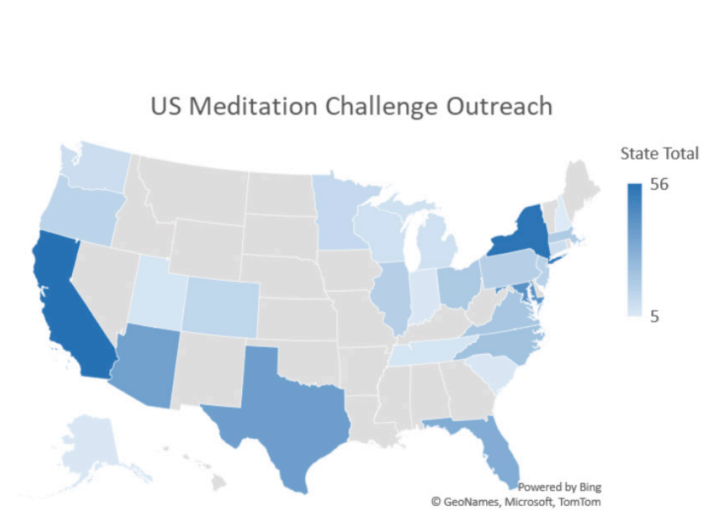 US Meditation Challenge Outreach
State Total
56
5
Powered by Bing
© GeoNames, Microsoft, TomTom